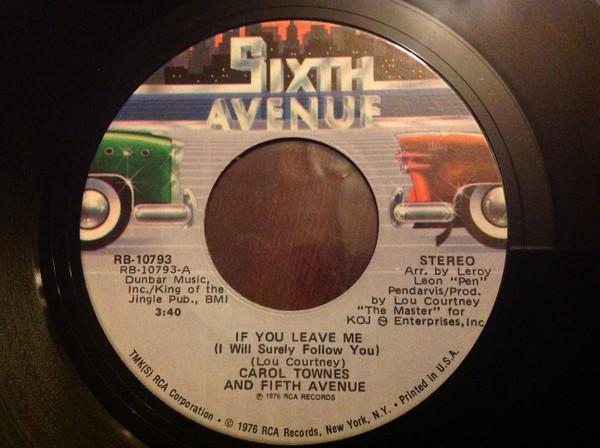 SIXTH
AVENUE
RB-10793
RB-10793-A
Dunbar Music,
Inc./King of the
Jingle Pub., BMI
3:40
STEREO
Arr. by Leroy
Leon "Pen"
Pendarvis/Prod.
by Lou Courtney
"The Master" for
KOJ ℗ Enterprises, Inc.
IF YOU LEAVE ME
(I Will Surely Follow You)
(Lou Courtney)
CAROL TOWNES
AND FIFTH AVENUE
℗ 1976 RCA RECORDS
TMK(S) RCA Corporation • © 1976 RCA Records, New York, N.Y. • Printed in U.S.A.